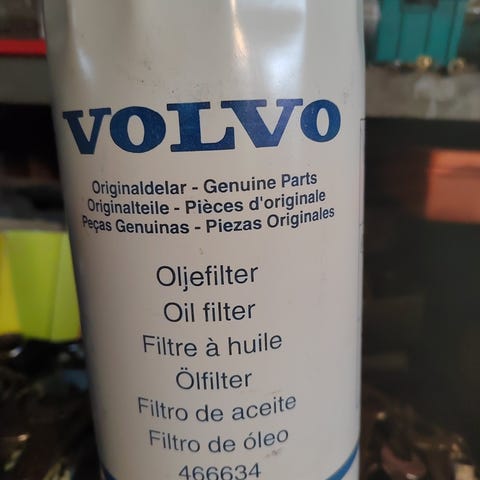 VOLVO
Originaldelar - Genuine Parts
Originalteile - Pièces d'originale
Peças Genuinas - Piezas Originales
Oljefilter
Oil filter
Filtre à huile
Ölfilter
Filtro de aceite
Filtro de óleo
466634